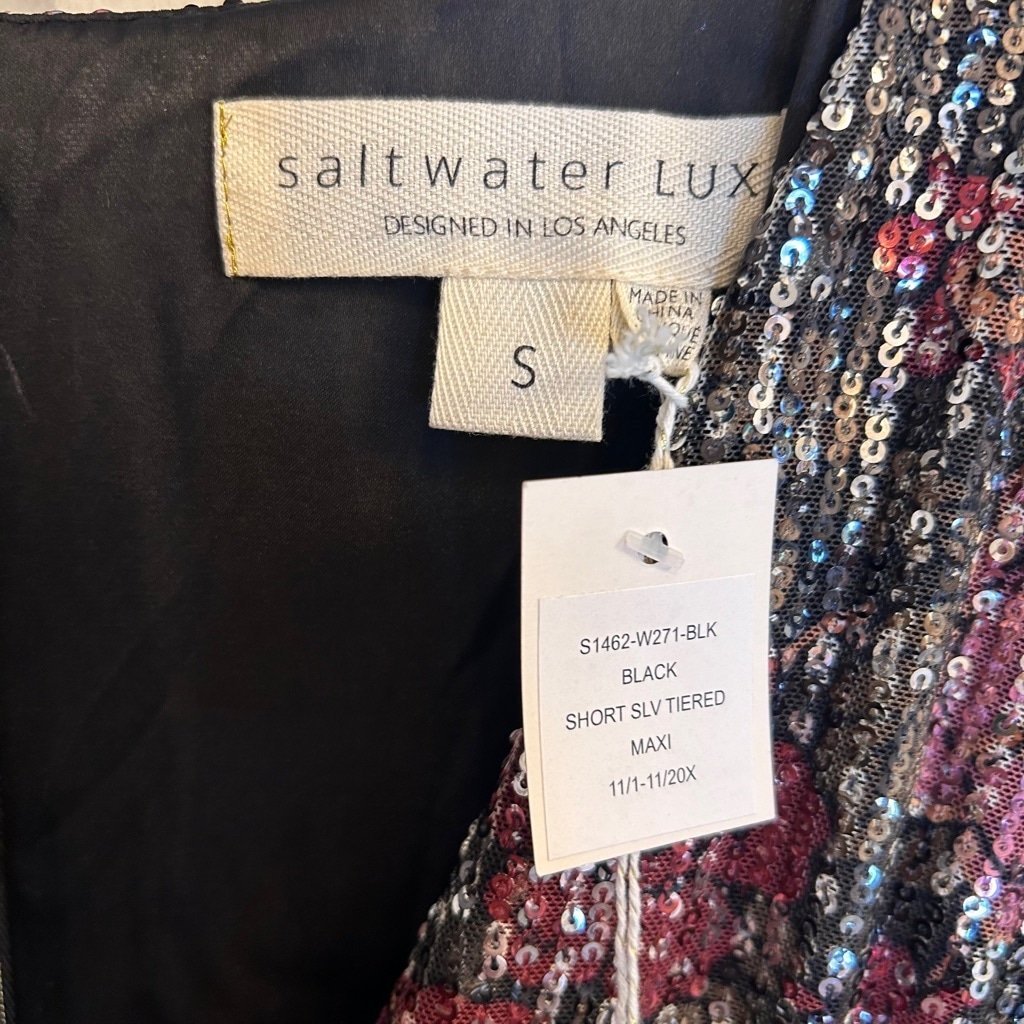 saltwater LUX
DESIGNED IN LOS ANGELES
S
MADE IN
S1462-W271-BLK
BLACK
SHORT SLV TIERED
MAXI
11/1-11/20X